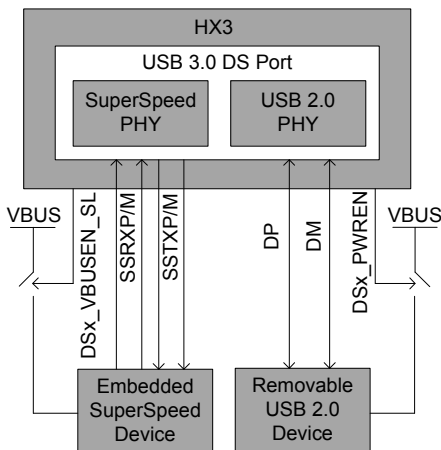 HX3
USB 3.0 DS Port
SuperSpeed
PHY
USB 2.0
PHY
VBUS
DSx_VBUSEN_SL
SSRXP/M
SSTXP/M
DP
DM
DSx_PWREN
VBUS
Embedded
SuperSpeed
Device
Removable
USB 2.0
Device